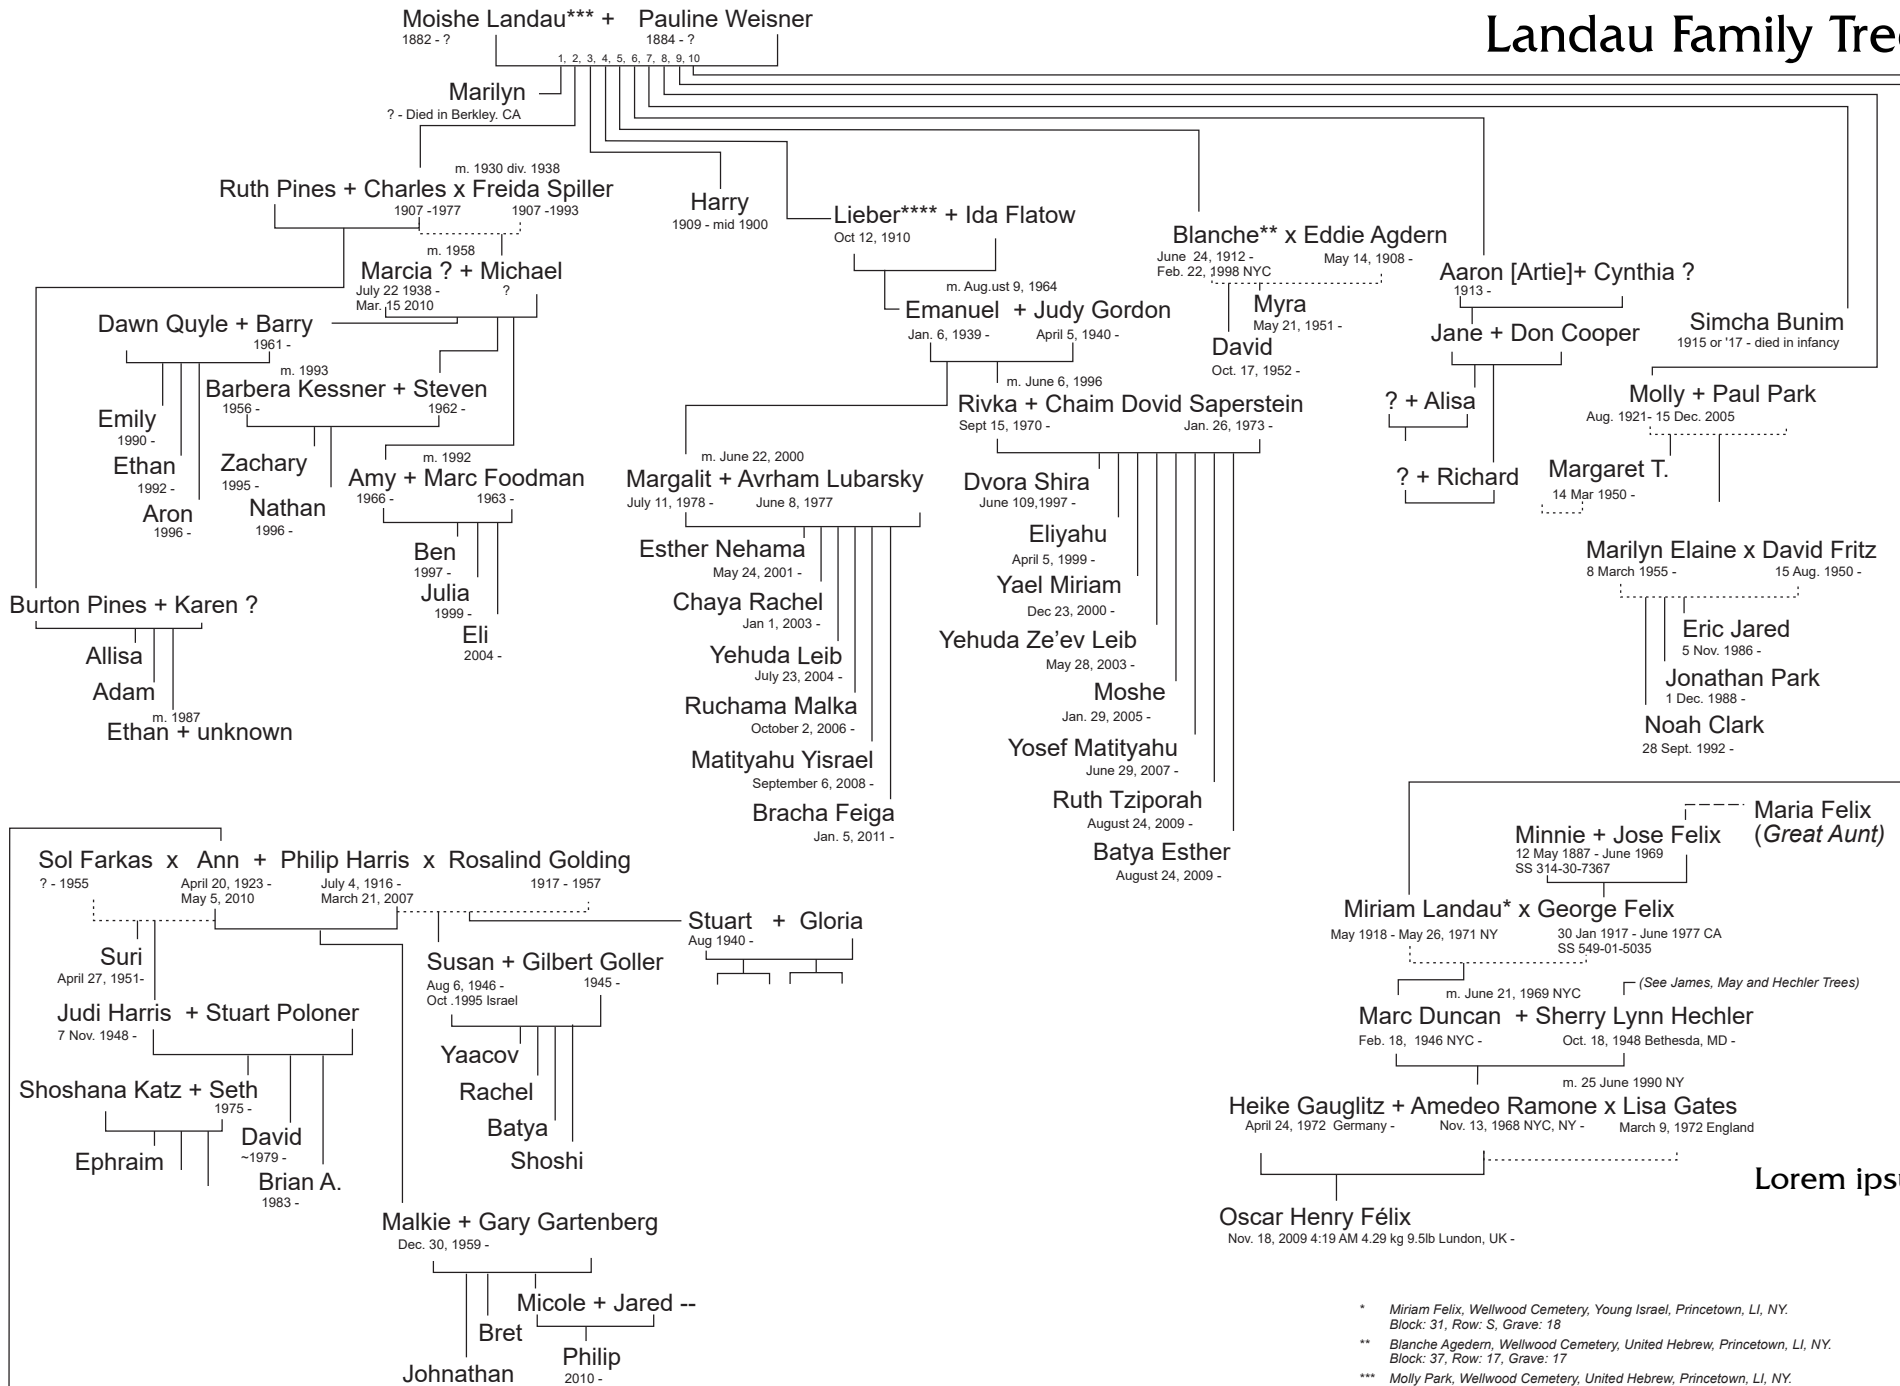 Landau Family Tree
Moishe Landau*** + Pauline Weisner
1882 - ? 1884 - ?
1, 2, 3, 4, 5, 6, 7, 8, 9, 10
Marilyn
? - Died in Berkley. CA
m. 1930 div. 1938
Ruth Pines + Charles x Freida Spiller
1907 -1977 1907 -1993
Harry
1909 - mid 1900
Lieber**** + Ida Flatow
Oct 12, 1910
Blanche** x Eddie Agdern
June 24, 1912 - May 14, 1908 -
Feb. 22, 1998 NYC
Myra
May 21, 1951 -
David
Oct. 17, 1952 -
Aaron [Artie]+ Cynthia ?
1913 -
Jane + Don Cooper
? + Alisa
? + Richard
Simcha Bunim
1915 or '17 - died in infancy
Molly + Paul Park
Aug. 1921- 15 Dec. 2005
Margaret T.
14 Mar 1950 -
Marilyn Elaine x David Fritz
8 March 1955 - 15 Aug. 1950 -
Eric Jared
5 Nov. 1986 -
Jonathan Park
1 Dec. 1988 -
Noah Clark
28 Sept. 1992 -
m. 1958
Marcia ? + Michael
July 22 1938 - ?
Mar. 15 2010
Dawn Quyle + Barry
1961 -
Emily
1990 -
Ethan
1992 -
Aron
1996 -
m. 1993
Barbera Kessner + Steven
1956 - 1962 -
Zachary
1995 -
Nathan
1996 -
m. 1992
Amy + Marc Foodman
1966 - 1963 -
Ben
1997 -
Julia
1999 -
Eli
2004 -
Burton Pines + Karen ?
Allisa
Adam
m. 1987
Ethan + unknown
m. Aug.ust 9, 1964
Emanuel + Judy Gordon
Jan. 6, 1939 - April 5, 1940 -
m. June 6, 1996
Rivka + Chaim Dovid Saperstein
Sept 15, 1970 - Jan. 26, 1973 -
m. June 22, 2000
Margalit + Avrham Lubarsky
July 11, 1978 - June 8, 1977
Esther Nehama
May 24, 2001 -
Chaya Rachel
Jan 1, 2003 -
Yehuda Leib
July 23, 2004 -
Ruchama Malka
October 2, 2006 -
Matityahu Yisrael
September 6, 2008 -
Bracha Feiga
Jan. 5, 2011 -
Dvora Shira
June 109,1997 -
Eliyahu
April 5, 1999 -
Yael Miriam
Dec 23, 2000 -
Yehuda Ze'ev Leib
May 28, 2003 -
Moshe
Jan. 29, 2005 -
Yosef Matityahu
June 29, 2007 -
Ruth Tziporah
August 24, 2009 -
Batya Esther
August 24, 2009 -
Sol Farkas x Ann + Philip Harris x Rosalind Golding
? - 1955 April 20, 1923 - July 4, 1916 - 1917 - 1957
May 5, 2010 March 21, 2007
Suri
April 27, 1951-
Judi Harris + Stuart Poloner
7 Nov. 1948 -
Shoshana Katz + Seth
1975 -
Ephraim
David
~1979 -
Brian A.
1983 -
Stuart + Gloria
Aug 1940 -
Susan + Gilbert Goller
Aug 6, 1946 - 1945 -
Oct .1995 Israel
Yaacov
Rachel
Batya
Shoshi
Malkie + Gary Gartenberg
Dec. 30, 1959 -
Micole + Jared --
Bret
Johnathan
Philip
2010 -
Maria Felix
(Great Aunt)
Minnie + Jose Felix
12 May 1887 - June 1969
SS 314-30-7367
Miriam Landau* x George Felix
May 1918 - May 26, 1971 NY 30 Jan 1917 - June 1977 CA
SS 549-01-5035
(See James, May and Hechler Trees)
m. June 21, 1969 NYC
Marc Duncan + Sherry Lynn Hechler
Feb. 18, 1946 NYC - Oct. 18, 1948 Bethesda, MD -
m. 25 June 1990 NY
Heike Gauglitz + Amedeo Ramone x Lisa Gates
April 24, 1972 Germany - Nov. 13, 1968 NYC, NY - March 9, 1972 England
Lorem ips
Oscar Henry Félix
Nov. 18, 2009 4:19 AM 4.29 kg 9.5lb Lundon, UK -
* Miriam Felix, Wellwood Cemetery, Young Israel, Princetown, LI, NY.
Block: 31, Row: S, Grave: 18
** Blanche Agedern, Wellwood Cemetery, United Hebrew, Princetown, LI, NY.
Block: 37, Row: 17, Grave: 17
*** Molly Park, Wellwood Cemetery, United Hebrew, Princetown, LI, NY.